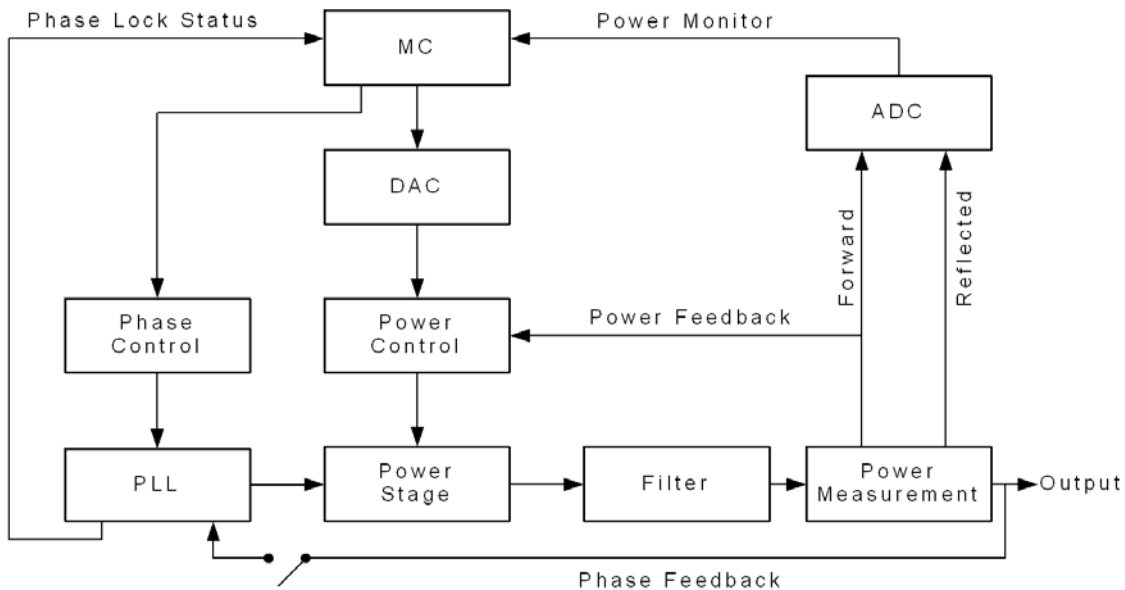 Phase Lock Status
MC
Power Monitor
ADC
DAC
Forward
Reflected
Phase
Control
Power
Control
Power Feedback
PLL
Power
Stage
Filter
Power
Measurement
Output
Phase Feedback